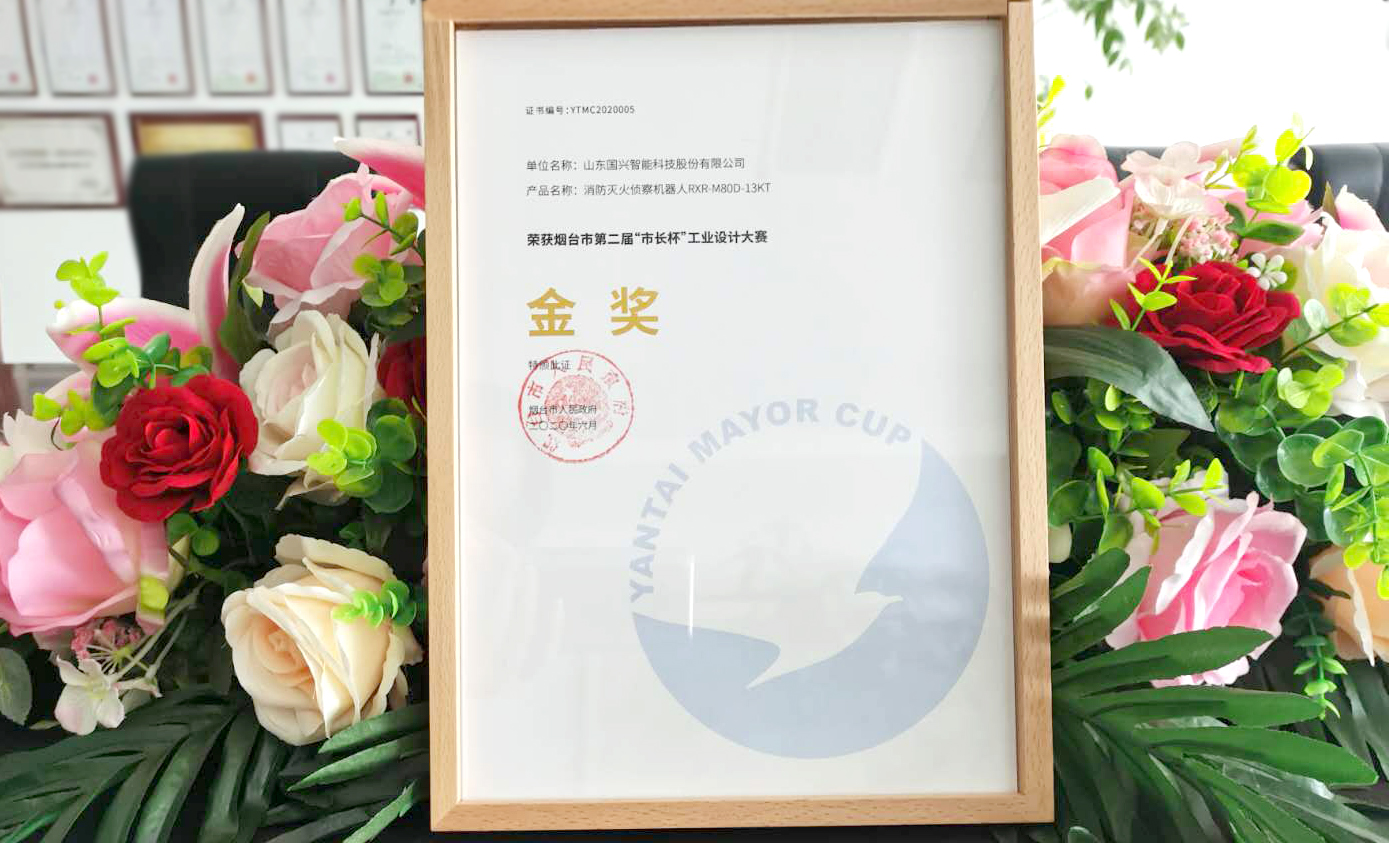 证书编号:YTMC2020005
单位名称：山东国兴智能科技股份有限公司
产品名称：消防灭火侦察机器人RXR-M80D-13KT
荣获烟台市第二届“市长杯”工业设计大赛
金奖
特颁此证
烟台市人民政府
二〇二〇年六月
YANTAI MAYOR CUP